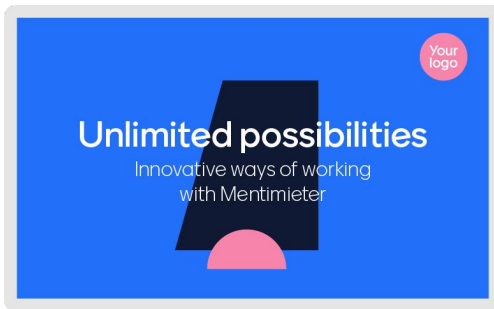 Your
logo
Unlimited possibilities
Innovative ways of working
with Mentimieter